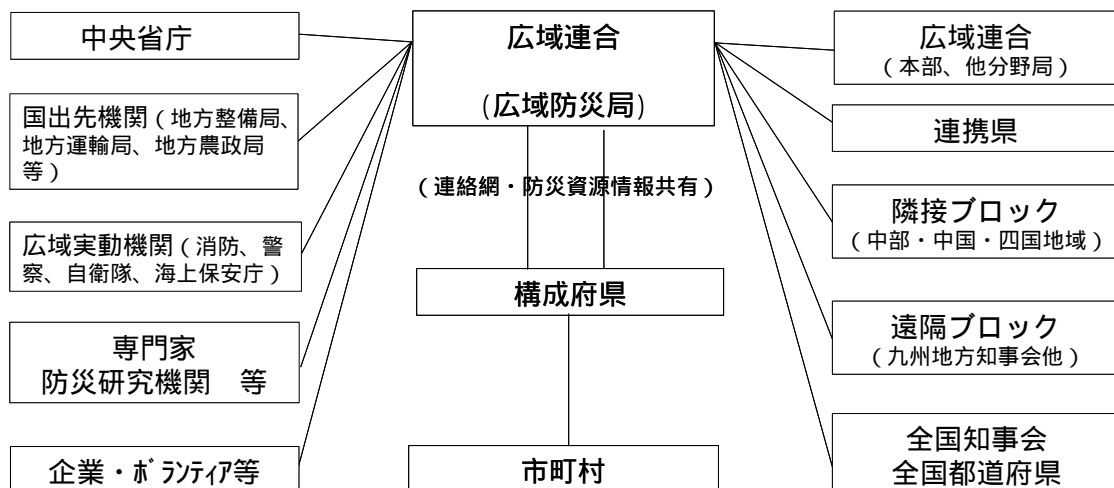 中央省庁
国出先機関（地方整備局、
地方運輸局、地方農政局
等）
広域実動機関（消防、警
察、自衛隊、海上保安庁）
専門家
防災研究機関　等
企業・ボランティア等
広域連合
(広域防災局)
（連絡網・防災資源情報共有）
構成府県
市町村
広域連合
（本部、他分野局）
連携県
隣接ブロック
（中部・中国・四国地域）
遠隔ブロック
（九州地方知事会他）
全国知事会
全国都道府県